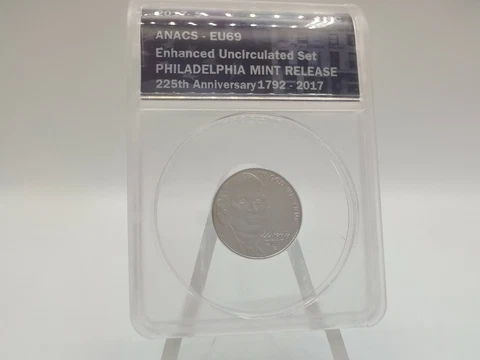 ANACS - EU69
Enhanced Uncirculated Set
PHILADELPHIA MINT RELEASE
225th Anniversary 1792 - 2017